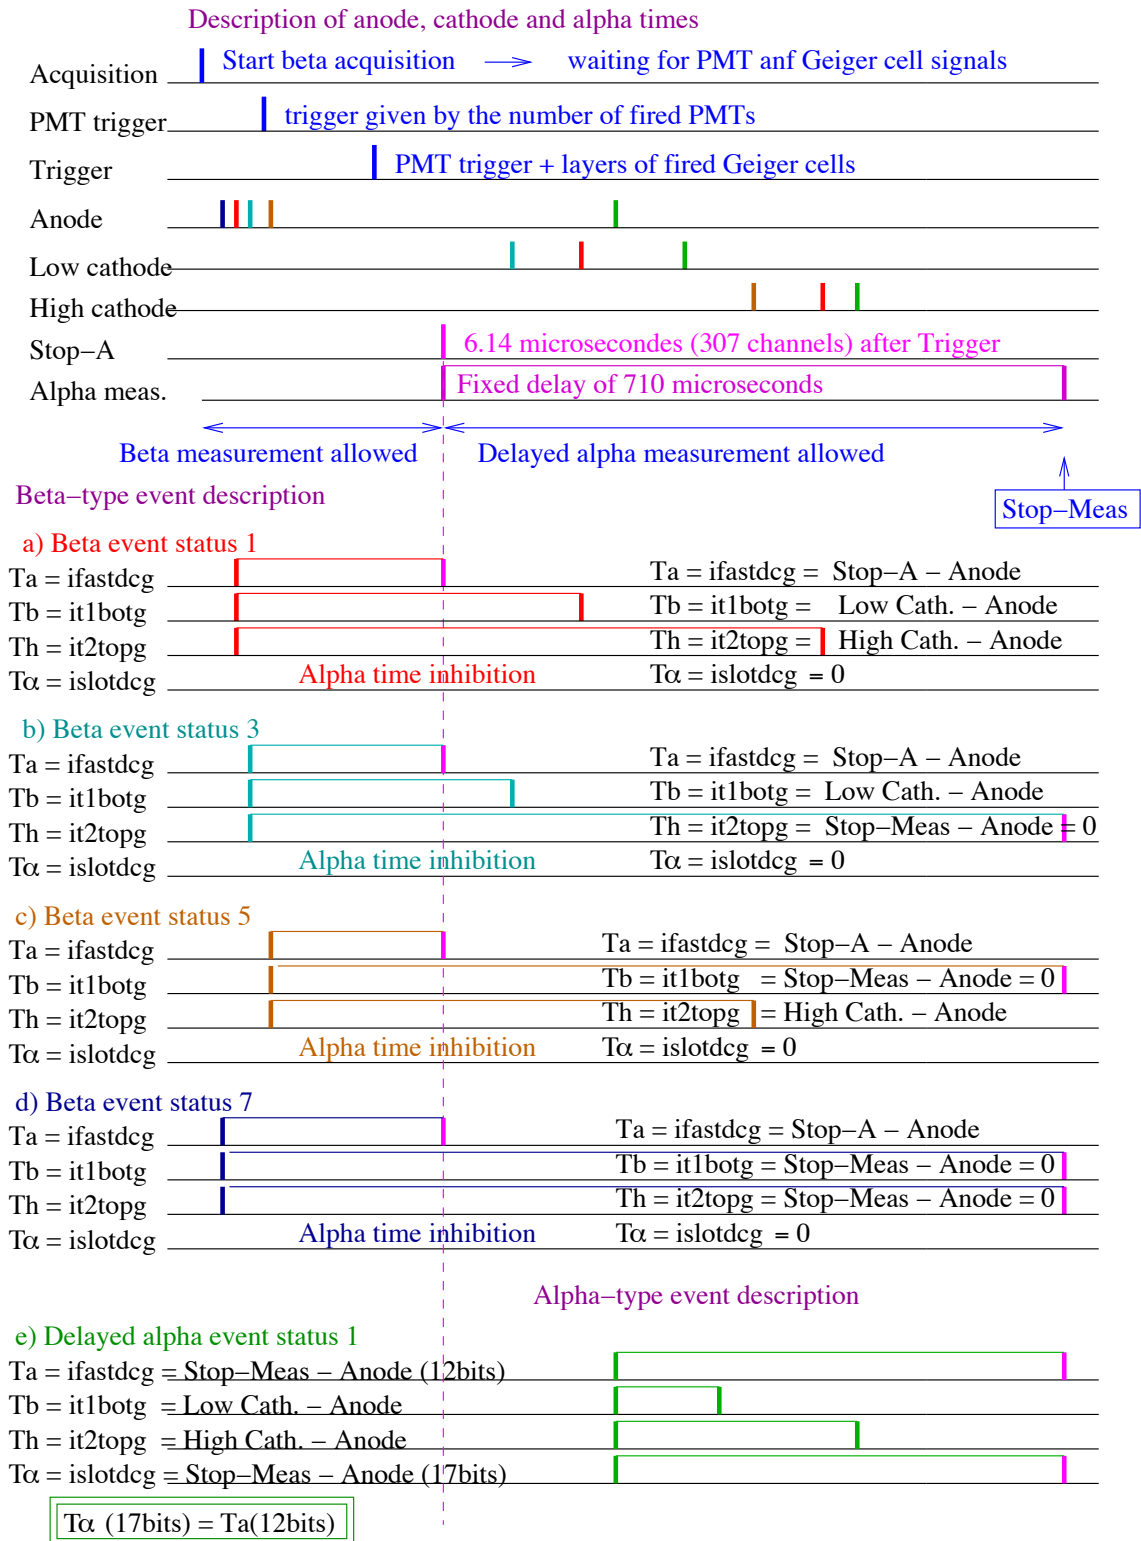 Description of anode, cathode and alpha times
Acquisition Start beta acquisition waiting for PMT anf Geiger cell signals
PMT trigger trigger given by the number of fired PMTs
Trigger PMT trigger + layers of fired Geiger cells
Anode
Low cathode
High cathode
Stop−A 6.14 microsecondes (307 channels) after Trigger
Alpha meas. Fixed delay of 710 microseconds
Beta measurement allowed Delayed alpha measurement allowed
Beta−type event description
Stop−Meas
a) Beta event status 1
Ta = ifastdcg Ta = ifastdcg = Stop−A − Anode
Tb = it1botg Tb = it1botg = Low Cath. − Anode
Th = it2topg Th = it2topg = High Cath. − Anode
Tα = islotdcg Alpha time inhibition Tα = islotdcg = 0
b) Beta event status 3
Ta = ifastdcg Ta = ifastdcg = Stop−A − Anode
Tb = it1botg Tb = it1botg = Low Cath. − Anode
Th = it2topg Th = it2topg = Stop−Meas − Anode = 0
Tα = islotdcg Alpha time inhibition Tα = islotdcg = 0
c) Beta event status 5
Ta = ifastdcg Ta = ifastdcg = Stop−A − Anode
Tb = it1botg Tb = it1botg = Stop−Meas − Anode = 0
Th = it2topg Th = it2topg = High Cath. − Anode
Tα = islotdcg Alpha time inhibition Tα = islotdcg = 0
d) Beta event status 7
Ta = ifastdcg Ta = ifastdcg = Stop−A − Anode
Tb = it1botg Tb = it1botg = Stop−Meas − Anode = 0
Th = it2topg Th = it2topg = Stop−Meas − Anode = 0
Tα = islotdcg Alpha time inhibition Tα = islotdcg = 0
Alpha−type event description
e) Delayed alpha event status 1
Ta = ifastdcg = Stop−Meas − Anode (12bits)
Tb = it1botg = Low Cath. − Anode
Th = it2topg = High Cath. − Anode
Tα = islotdcg = Stop−Meas − Anode (17bits)
Tα (17bits) = Ta(12bits)